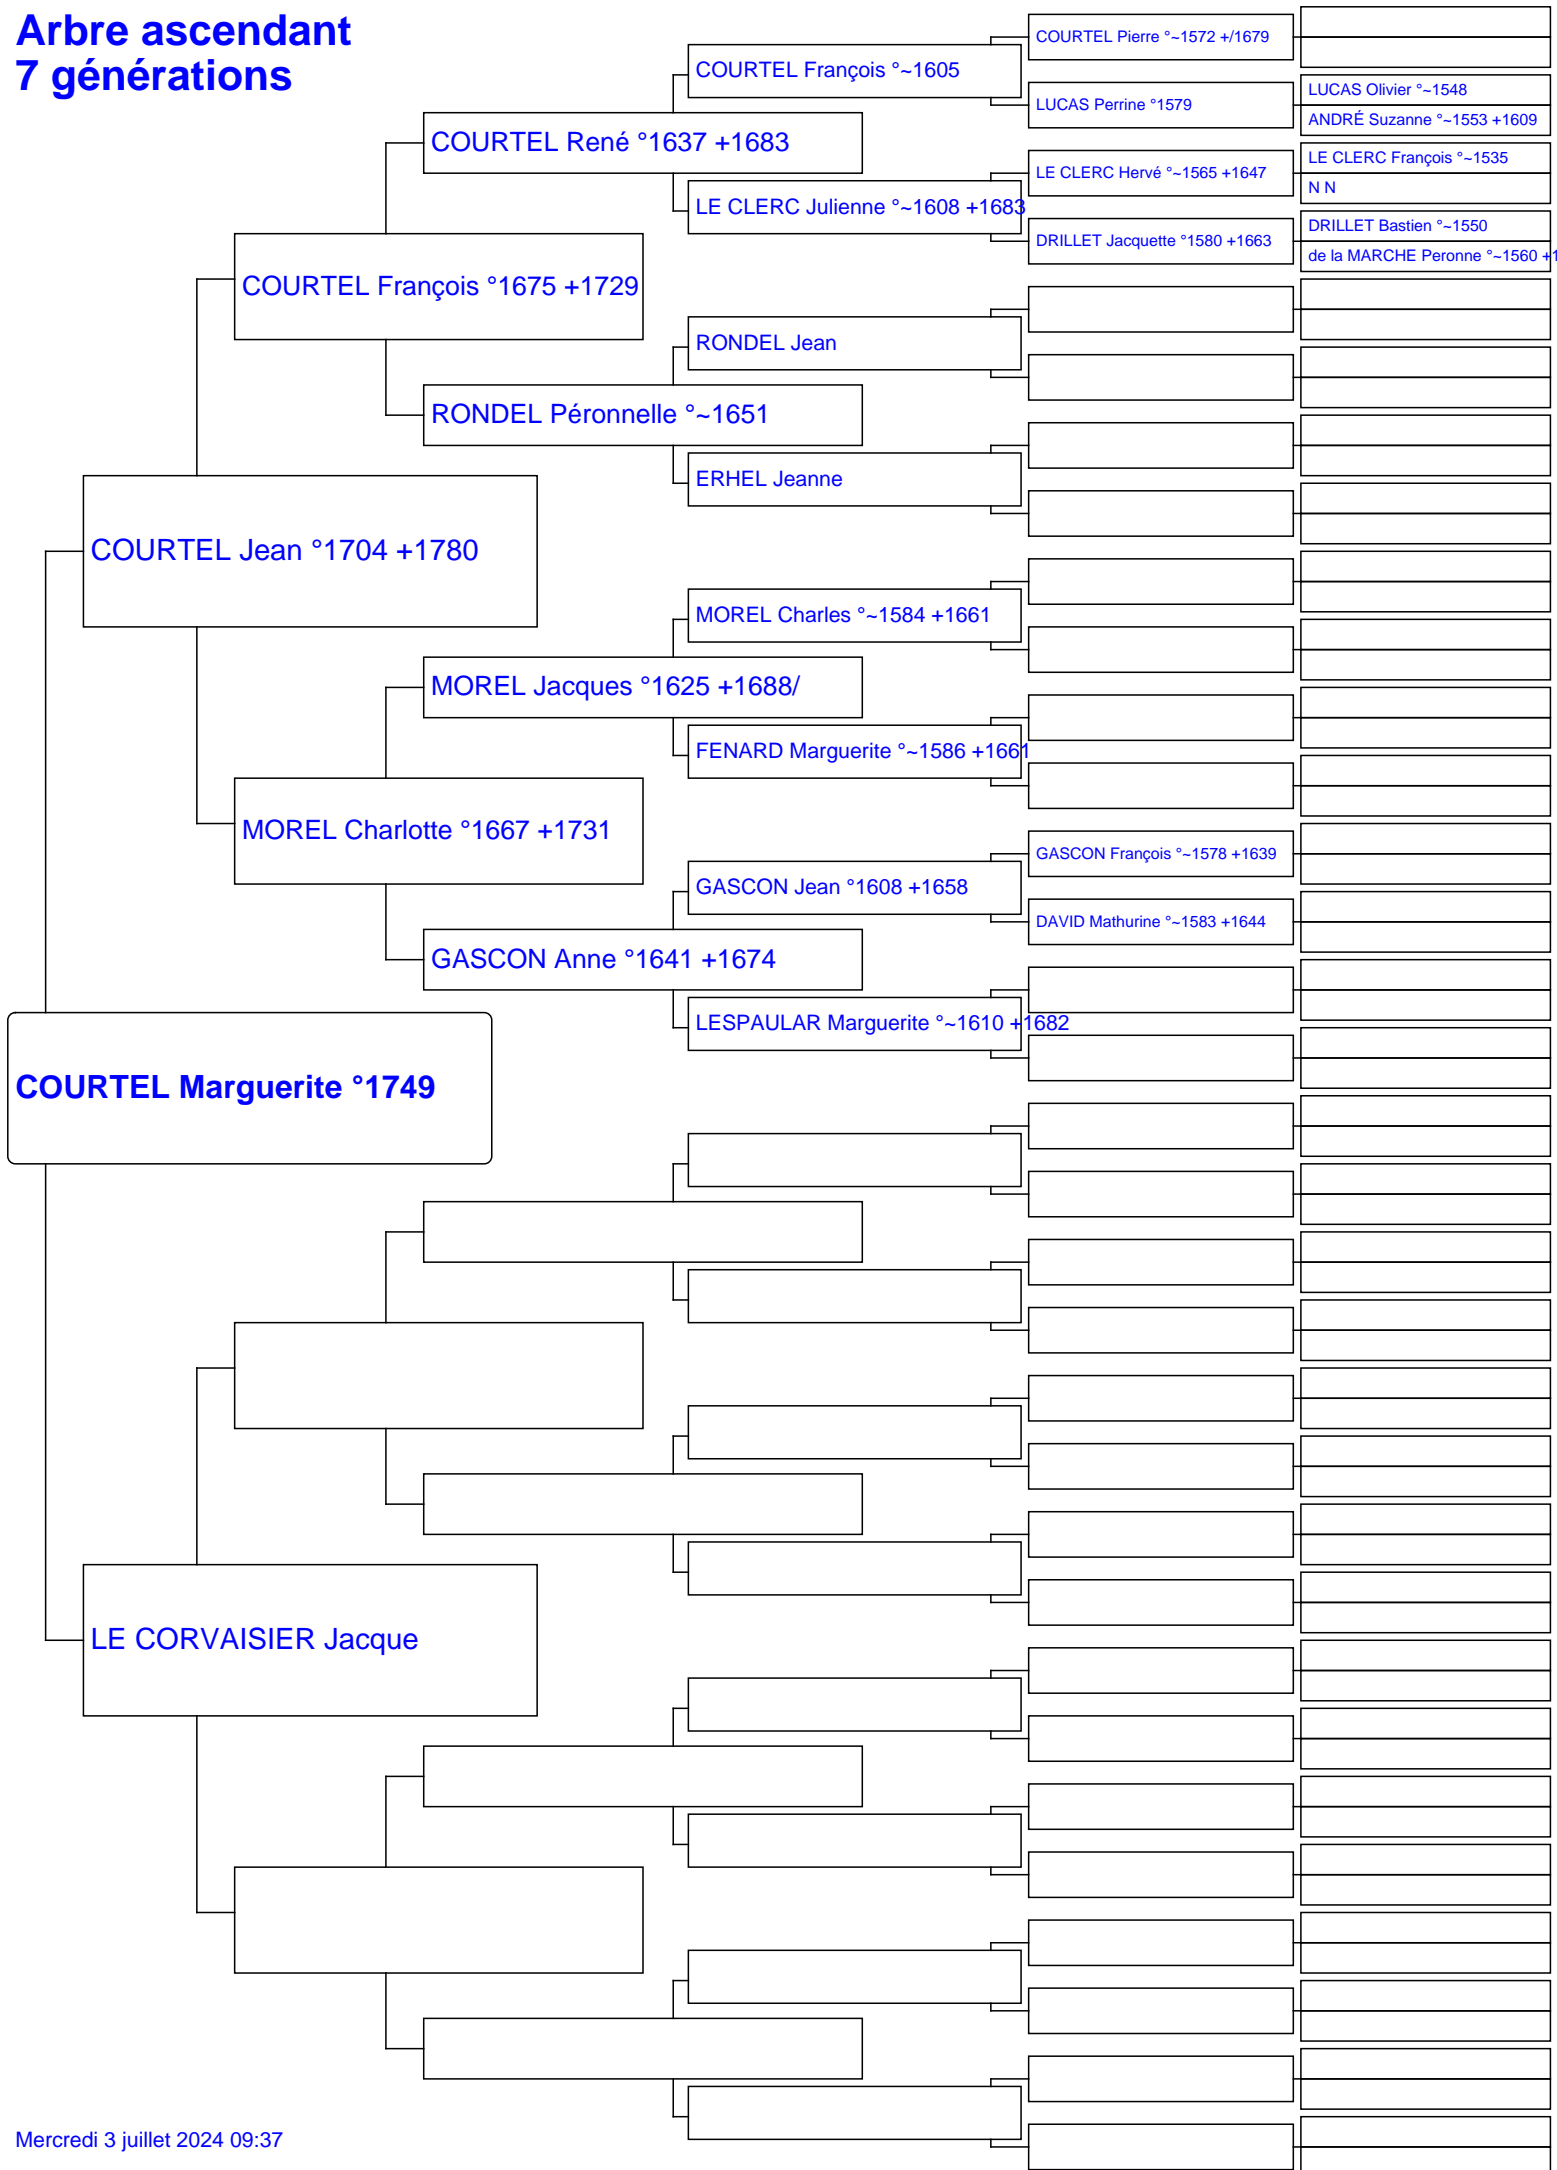 Arbre ascendant
7 générations
COURTEL Pierre °~1572 +/1679
COURTEL François °~1605
LUCAS Olivier °~1548
LUCAS Perrine °1579
ANDRÉ Suzanne °~1553 +1609
COURTEL René °1637 +1683
LE CLERC François °~1535
LE CLERC Hervé °~1565 +1647
N N
LE CLERC Julienne °~1608 +1683
DRILLET Bastien °~1550
DRILLET Jacquette °1580 +1663
de la MARCHE Peronne °~1560 +1
COURTEL François °1675 +1729
RONDEL Jean
RONDEL Péronnelle °~1651
ERHEL Jeanne
COURTEL Jean °1704 +1780
MOREL Charles °~1584 +1661
MOREL Jacques °1625 +1688/
FENARD Marguerite °~1586 +1661
MOREL Charlotte °1667 +1731
GASCON François °~1578 +1639
GASCON Jean °1608 +1658
DAVID Mathurine °~1583 +1644
GASCON Anne °1641 +1674
LESPAULAR Marguerite °~1610 +1682
COURTEL Marguerite °1749
LE CORVAISIER Jacque
Mercredi 3 juillet 2024 09:37